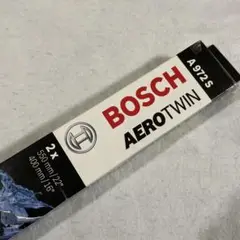 A 972 S
BOSCH
AEROTWIN
2x
550 mm/22"
400 mm/16"